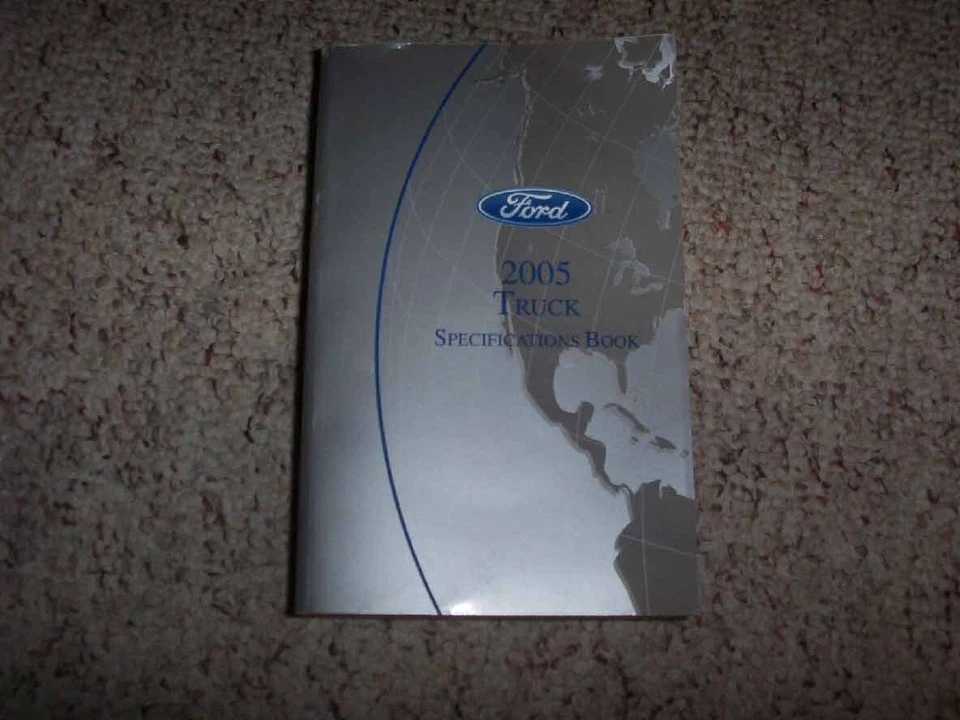 Ford
2005
TRUCK
SPECIFICATIONS BOOK